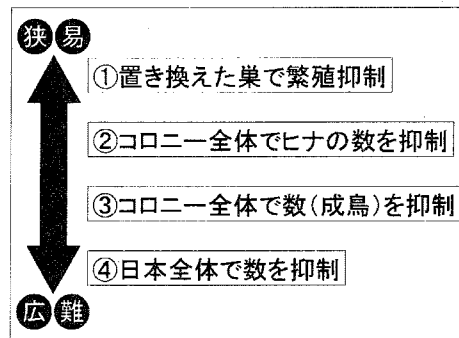 狭易
①置き換えた巣で繁殖抑制
②コロニー全体でヒナの数を抑制
③コロニー全体で数(成鳥)を抑制
④日本全体で数を抑制
広難